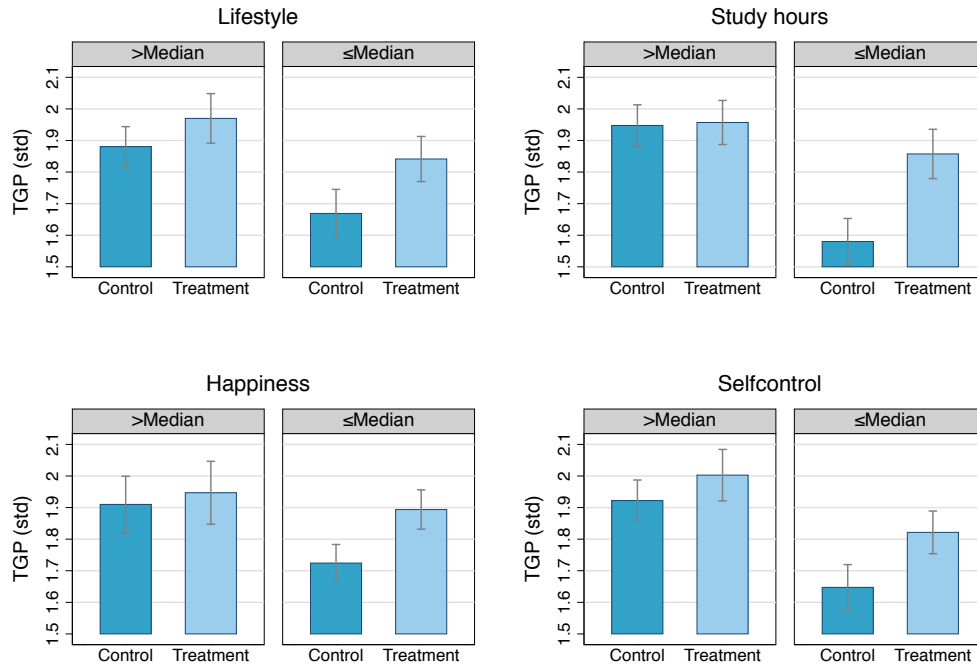 Lifestyle
>Median
≤Median
TGP (std)
1.5 1.6 1.7 1.8 1.9 2 2.1
Control Treatment
Control Treatment
Study hours
>Median
≤Median
TGP (std)
1.5 1.6 1.7 1.8 1.9 2 2.1
Control Treatment
Control Treatment
Happiness
>Median
≤Median
TGP (std)
1.5 1.6 1.7 1.8 1.9 2 2.1
Control Treatment
Control Treatment
Selfcontrol
>Median
≤Median
TGP (std)
1.5 1.6 1.7 1.8 1.9 2 2.1
Control Treatment
Control Treatment